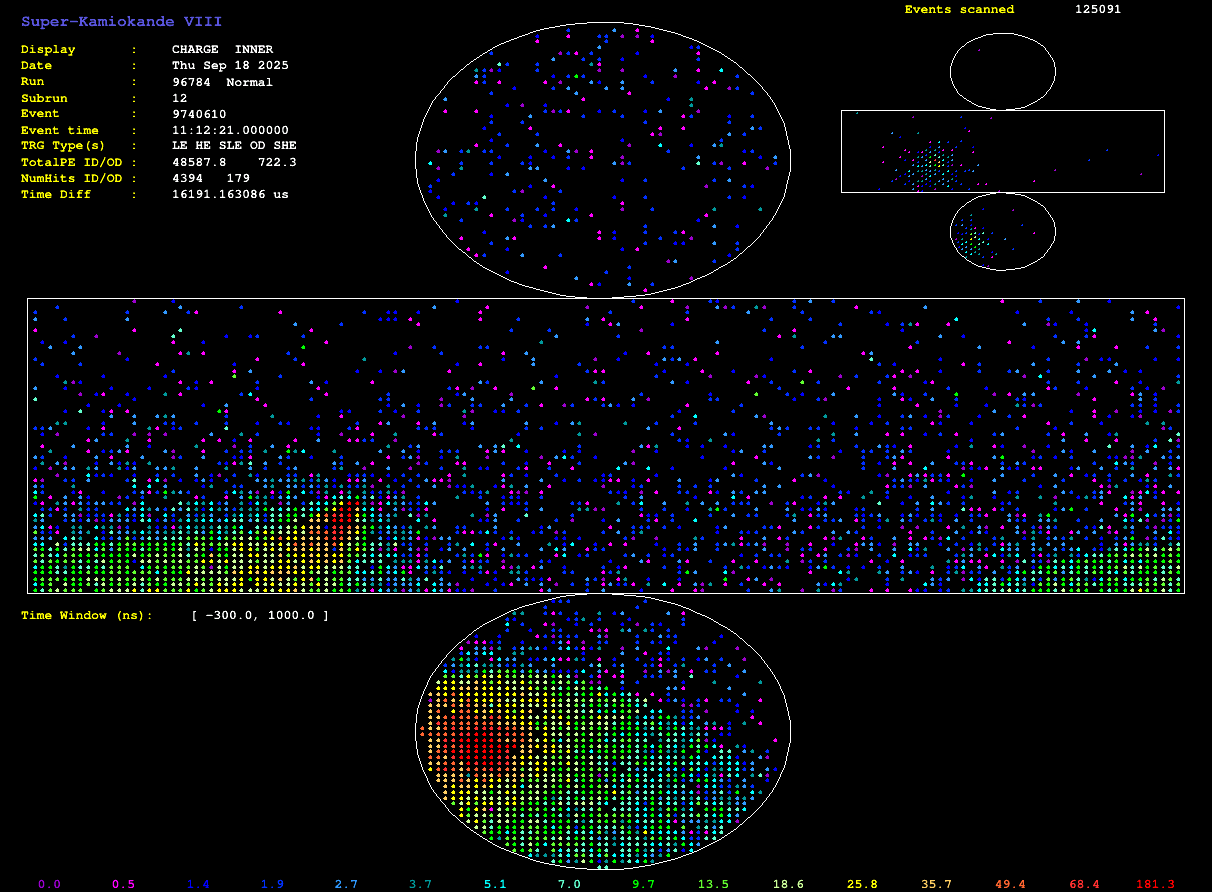 Super-Kamiokande VIII
Events scanned 125091
Display : CHARGE INNER
Date : Thu Sep 18 2025
Run : 96784 Normal
Subrun : 12
Event : 9740610
Event time : 11:12:21.000000
TRG Type(s) : LE HE SLE OD SHE
TotalPE ID/OD : 48587.8 722.3
NumHits ID/OD : 4394 179
Time Diff : 16191.163086 us
Time Window (ns): [ -300.0, 1000.0 ]
0.0 0.5 1.4 1.9 2.7 3.7 5.1 7.0 9.7 13.5 18.6 25.8 35.7 49.4 68.4 181.3